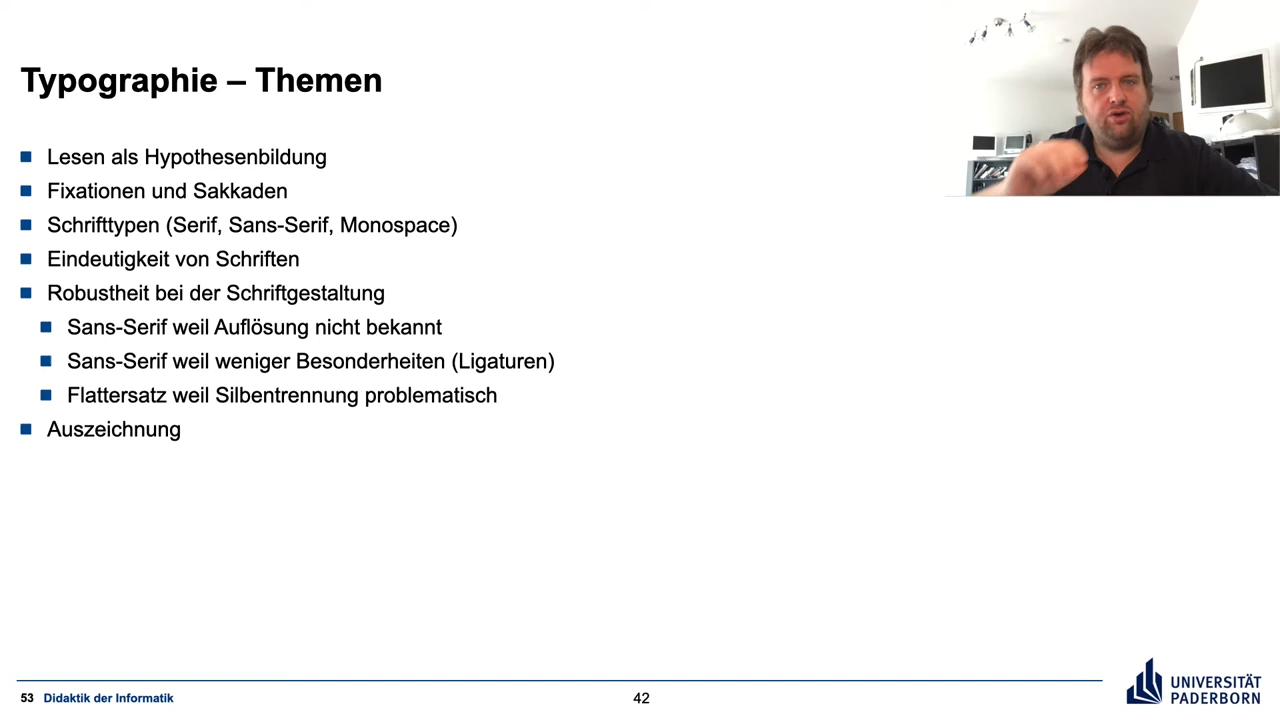 Typographie – Themen
Lesen als Hypothesenbildung
Fixationen und Sakkaden
Schrifttypen (Serif, Sans-Serif, Monospace)
Eindeutigkeit von Schriften
Robustheit bei der Schriftgestaltung
Sans-Serif weil Auflösung nicht bekannt
Sans-Serif weil weniger Besonderheiten (Ligaturen)
Flattersatz weil Silbentrennung problematisch
Auszeichnung
53 Didaktik der Informatik
42
UNIVERSITÄT
PADERBORN